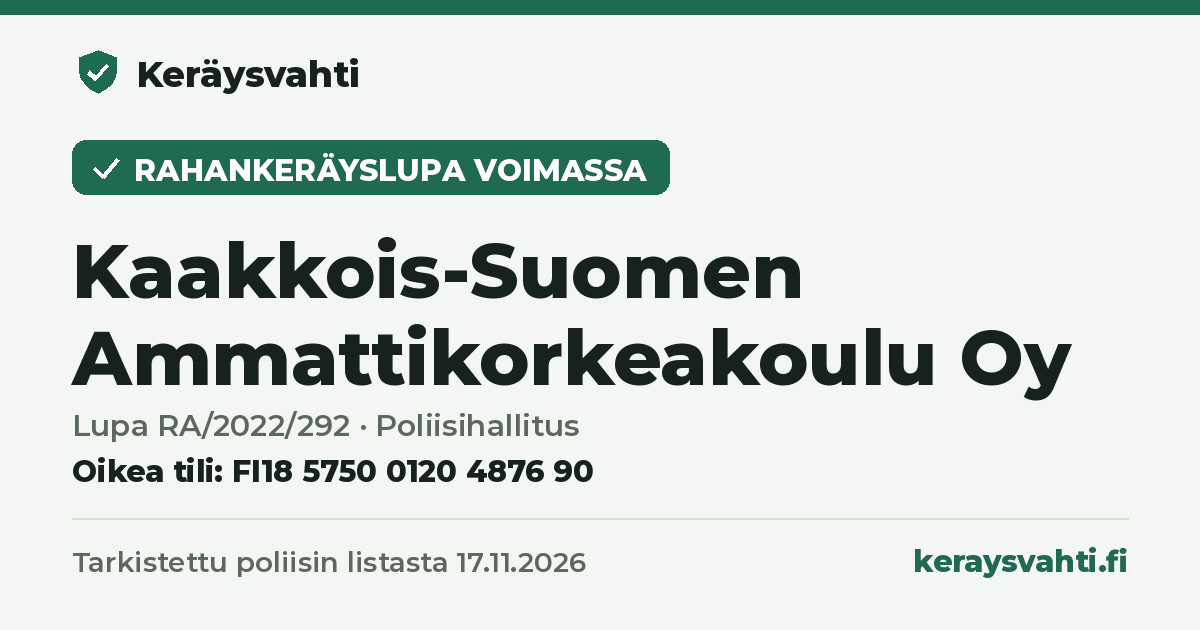 Keräysvahti
RAHANKERÄYSLUPA VOIMASSA
Kaakkois-Suomen
Ammattikorkeakoulu Oy
Lupa RA/2022/292 · Poliisihallitus
Oikea tili: FI18 5750 0120 4876 90
Tarkistettu poliisin listasta 17.11.2026
keraysvahti.fi